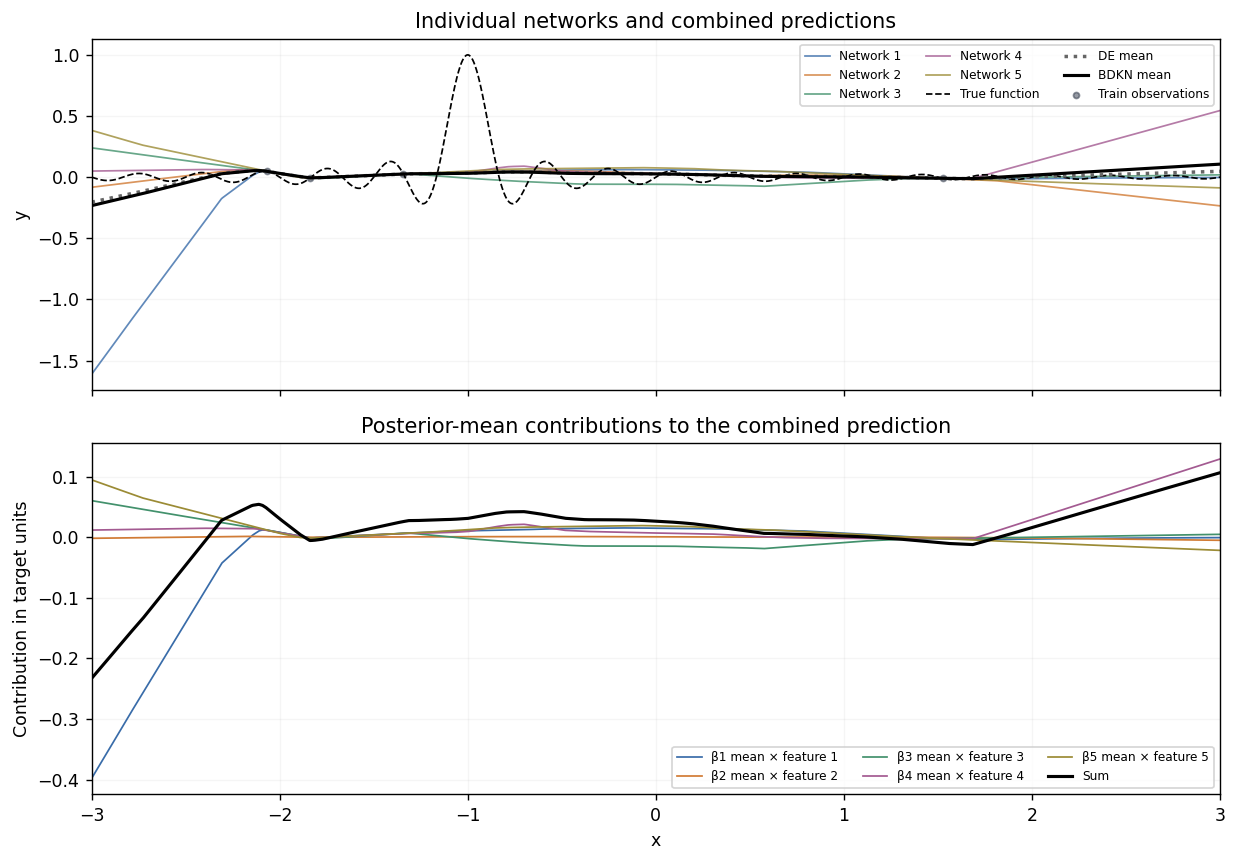 Individual networks and combined predictions
Network 1
Network 2
Network 3
Network 4
Network 5
True function
DE mean
BDKN mean
Train observations
1.0
0.5
0.0
−0.5
−1.0
−1.5
y
Posterior-mean contributions to the combined prediction
0.1
0.0
−0.1
−0.2
−0.3
−0.4
Contribution in target units
β1 mean × feature 1
β2 mean × feature 2
β3 mean × feature 3
β4 mean × feature 4
β5 mean × feature 5
Sum
−3 −2 −1 0 1 2 3
x